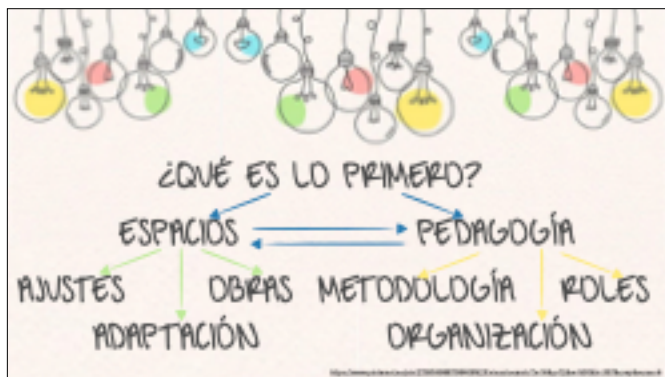 ¿QUÉ ES LO PRIMERO?
ESPACIOS PEDAGOGÍA
AJUSTES OBRAS METODOLOGÍA ROLES
ADAPTACIÓN ORGANIZACIÓN